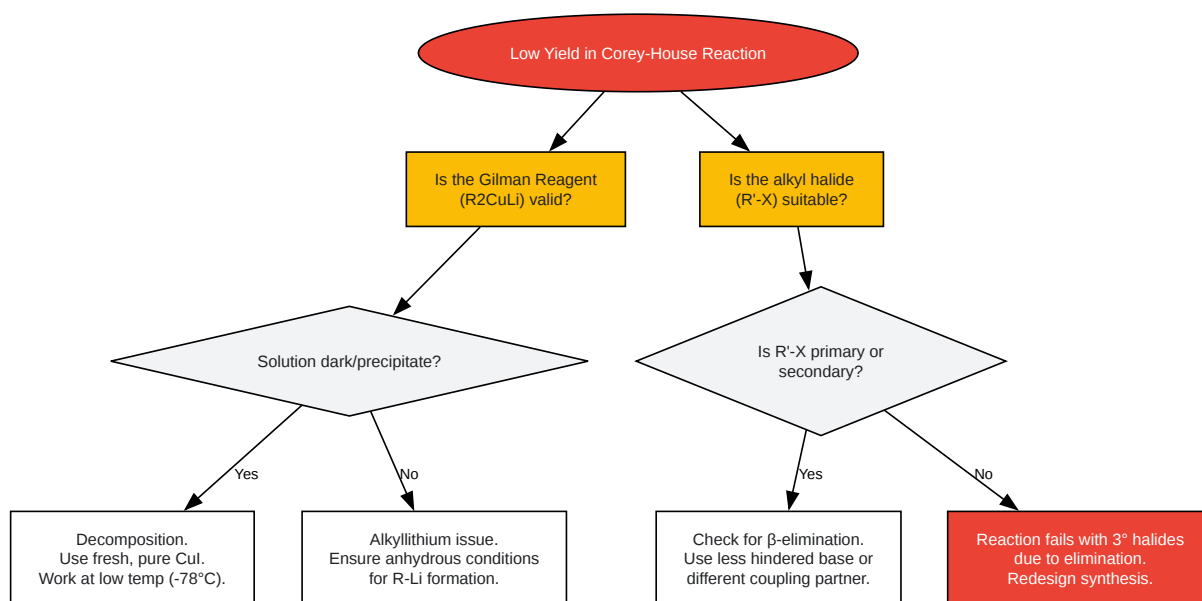 Low Yield in Corey-House Reaction
Is the Gilman Reagent
(R2CuLi) valid?
Is the alkyl halide
(R'-X) suitable?
Solution dark/precipitate?
Is R'-X primary or
secondary?
Yes
No
Yes
No
Decomposition.
Use fresh, pure CuI.
Work at low temp (-78°C).
Alkyllithium issue.
Ensure anhydrous conditions
for R-Li formation.
Check for β-elimination.
Use less hindered base or
different coupling partner.
Reaction fails with 3° halides
due to elimination.
Redesign synthesis.